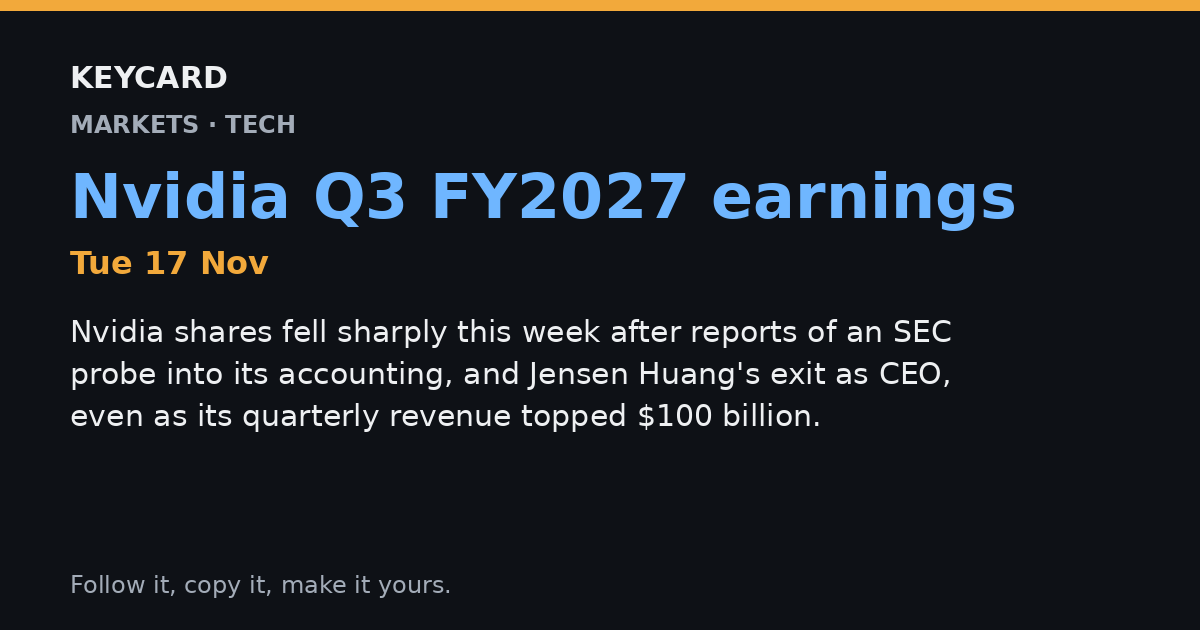 KEYCARD
MARKETS · TECH
Nvidia Q3 FY2027 earnings
Tue 17 Nov
Nvidia shares fell sharply this week after reports of an SEC
probe into its accounting, and Jensen Huang's exit as CEO,
even as its quarterly revenue topped $100 billion.
Follow it, copy it, make it yours.